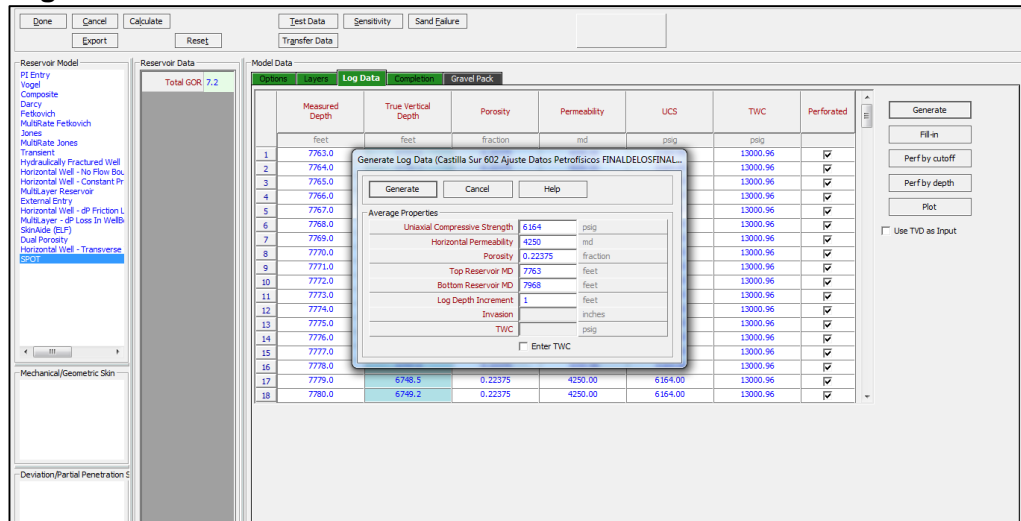 Done Cancel Calculate Test Data Sensitivity Sand Failure
Export Reset Transfer Data
Reservoir Model
PI Entry
Vogel
Composite
Darcy
Fetkovich
MultiRate Fetkovich
Jones
MultiRate Jones
Transient
Hydraulically Fractured Well
Horizontal Well - No Flow Bou
Horizontal Well - Constant Pr
MultiLayer Reservoir
External Entry
Horizontal Well - dP Friction L
MultiLayer - dP Loss In WellB
SkinAide (ELF)
Dual Porosity
Horizontal Well - Transverse
SPOT
Mechanical/Geometric Skin
Deviation/Partial Penetration S
Reservoir Data
Total GOR 7.2
Model Data
Options Layers Log Data Completion Gravel Pack
Measured Depth True Vertical Depth Porosity Permeability UCS TWC Perforated
feet feet fraction md psig psig
1 7763.0 13000.96
2 7764.0 13000.96
3 7765.0 13000.96
4 7766.0 13000.96
5 7767.0 13000.96
6 7768.0 13000.96
7 7769.0 13000.96
8 7770.0 13000.96
9 7771.0 13000.96
10 7772.0 13000.96
11 7773.0 13000.96
12 7774.0 13000.96
13 7775.0 13000.96
14 7776.0 13000.96
15 7777.0 13000.96
16 7778.0 13000.96
17 7779.0 6748.5 0.22375 4250.00 6164.00 13000.96
18 7780.0 6749.2 0.22375 4250.00 6164.00 13000.96
Generate Log Data (Castilla Sur 602 Ajuste Datos Petrofisicos FINALDELOSFINAL...
Generate Cancel Help
Average Properties
Uniaxial Compressive Strength 6164 psig
Horizontal Permeability 4250 md
Porosity 0.22375 fraction
Top Reservoir MD 7763 feet
Bottom Reservoir MD 7968 feet
Log Depth Increment 1 feet
Invasion inches
TWC psig
Enter TWC
Generate
Fill-in
Perf by cutoff
Perf by depth
Plot
Use TVD as Input